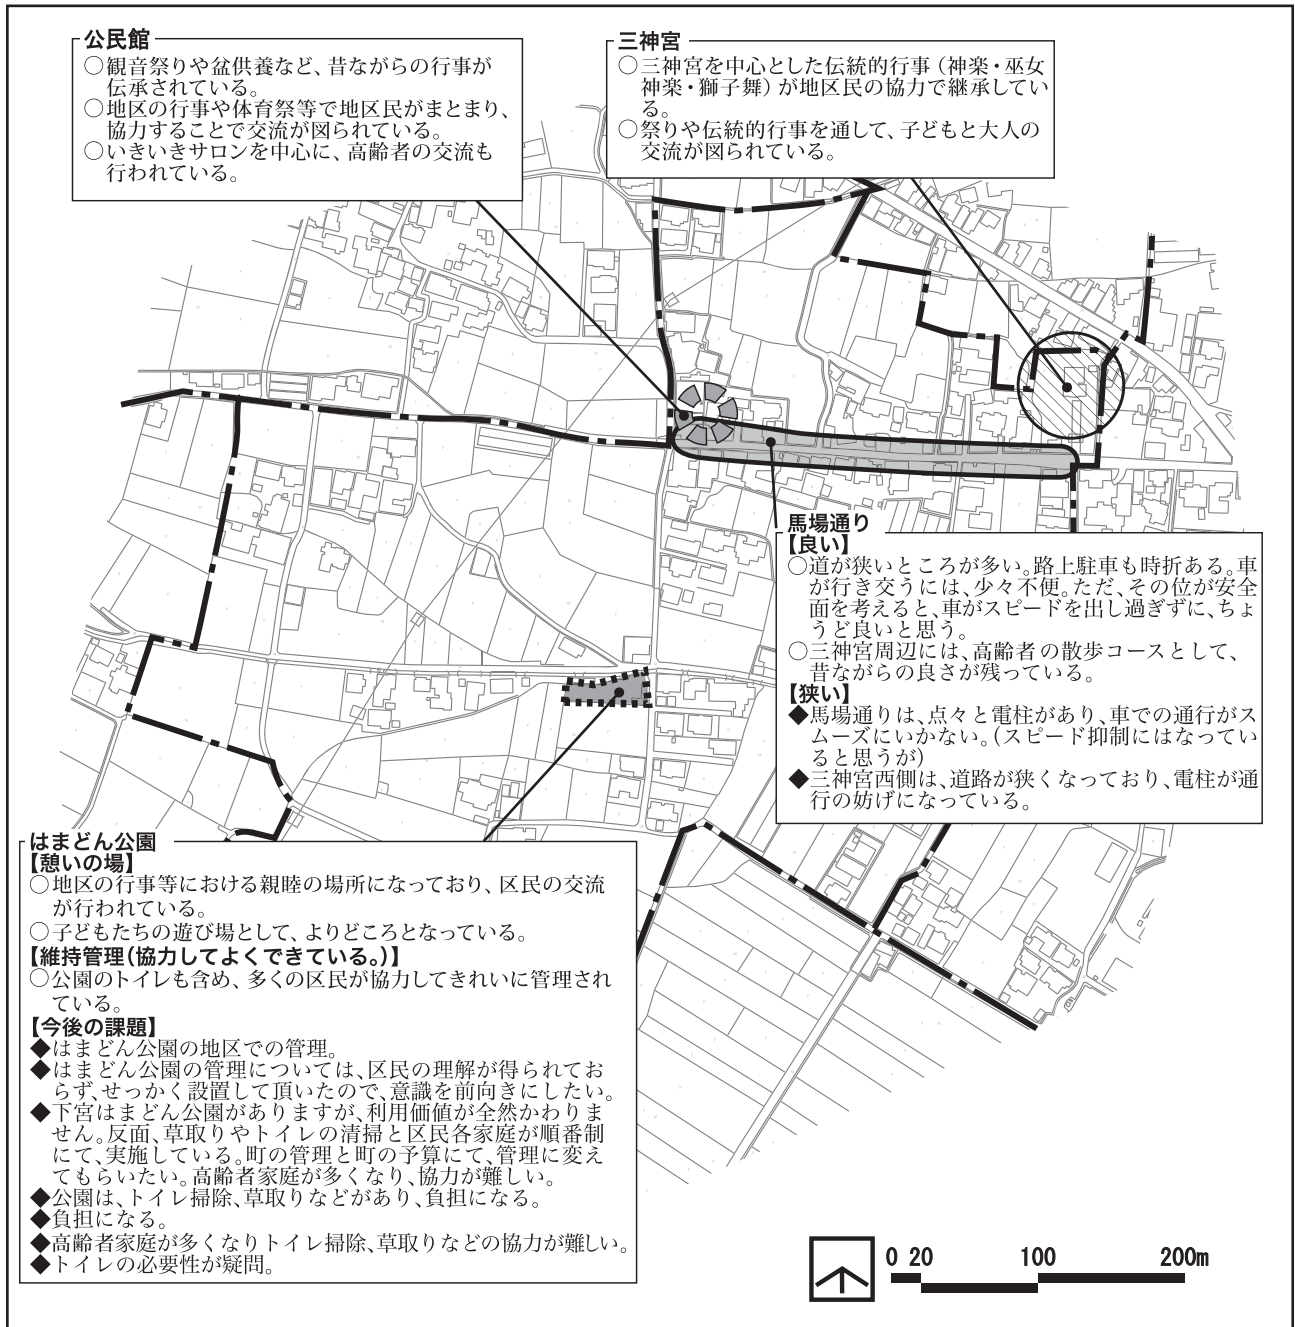 公民館
○観音祭りや盆供養など、昔ながらの行事が
伝承されている。
○地区の行事や体育祭等で地区民がまとまり、
協力することで交流が図られている。
○いきいきサロンを中心に、高齢者の交流も
行われている。
三神宮
○三神宮を中心とした伝統的行事（神楽・巫女
神楽・獅子舞）が地区民の協力で継承してい
る。
○祭りや伝統的行事を通して、子どもと大人の
交流が図られている。
馬場通り
【良い】
○道が狭いところが多い。路上駐車も時折ある。車
が行き交うには、少々不便。ただ、その位が安全
面を考えると、車がスピードを出し過ぎずに、ちょ
うど良いと思う。
○三神宮周辺には、高齢者の散歩コースとして、
昔ながらの良さが残っている。
【狭い】
◆馬場通りは、点々と電柱があり、車での通行がス
ムーズにいかない。（スピード抑制にはなってい
ると思うが）
◆三神宮西側は、道路が狭くなっており、電柱が通
行の妨げになっている。
はまどん公園
【憩いの場】
○地区の行事等における親睦の場所になっており、区民の交流
が行われている。
○子どもたちの遊び場として、よりどころとなっている。
【維持管理（協力してよくできている。）】
○公園のトイレも含め、多くの区民が協力してきれいに管理され
ている。
【今後の課題】
◆はまどん公園の地区での管理。
◆はまどん公園の管理については、区民の理解が得られてお
らず、せっかく設置して頂いたので、意識を前向きにしたい。
◆下宮はまどん公園がありますが、利用価値が全然かわりま
せん。反面、草取りやトイレの清掃と区民各家庭が順番制
にて、実施している。町の管理と町の予算にて、管理に変え
てもらいたい。高齢者家庭が多くなり、協力が難しい。
◆公園は、トイレ掃除、草取りなどがあり、負担になる。
◆負担になる。
◆高齢者家庭が多くなりトイレ掃除、草取りなどの協力が難しい。
◆トイレの必要性が疑問。
0 20 100 200m